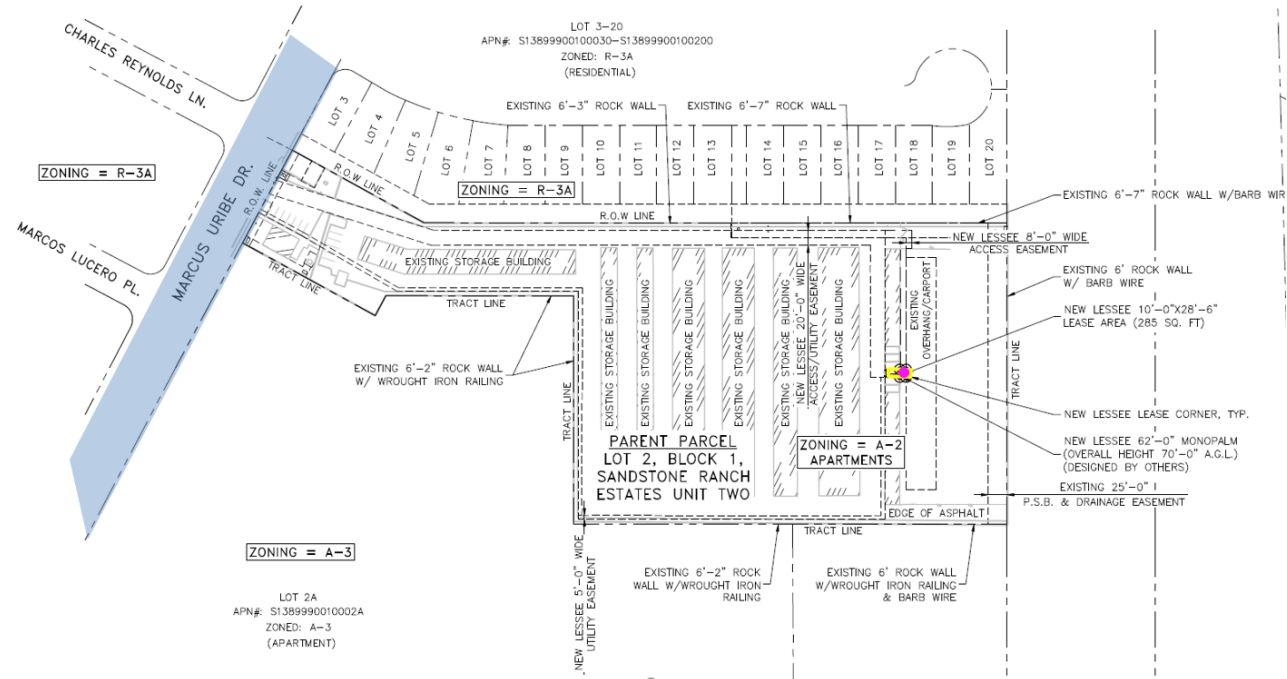 LOT 3-20
APN#: S13899900100030-S13899900100200
ZONED: R-3A
(RESIDENTIAL)
CHARLES REYNOLDS LN.
EXISTING 6'-3" ROCK WALL
EXISTING 6'-7" ROCK WALL
LOT 3
LOT 4
LOT 5
LOT 6
LOT 7
LOT 8
LOT 9
LOT 10
LOT 11
LOT 12
LOT 13
LOT 14
LOT 15
LOT 16
LOT 17
LOT 18
LOT 19
LOT 20
ZONING = R-3A
R.O.W. LINE
R.O.W LINE
ZONING = R-3A
R.O.W LINE
EXISTING 6'-7" ROCK WALL W/BARB WIR
MARCUS URIBE DR.
MARCOS LUCERO PL.
NEW LESSEE 8'-0" WIDE
ACCESS EASEMENT
EXISTING STORAGE BUILDING
TRACT LINE
TRACT LINE
EXISTING 6' ROCK WALL
W/ BARB WIRE
NEW LESSEE 10'-0"X28'-6"
LEASE AREA (285 SQ. FT)
EXISTING STORAGE BUILDING
EXISTING STORAGE BUILDING
EXISTING STORAGE BUILDING
EXISTING STORAGE BUILDING
EXISTING STORAGE BUILDING
NEW LESSEE 20'-0" WIDE
ACCESS/UTILITY EASEMENT
EXISTING STORAGE BUILDING
EXISTING
OVERHANG/CARPORT
TRACT LINE
EXISTING 6'-2" ROCK WALL
W/ WROUGHT IRON RAILING
TRACT LINE
NEW LESSEE LEASE CORNER, TYP.
PARENT PARCEL
LOT 2, BLOCK 1,
SANDSTONE RANCH
ESTATES UNIT TWO
ZONING = A-2
APARTMENTS
NEW LESSEE 62'-0" MONOPALM
(OVERALL HEIGHT 70'-0" A.G.L.)
(DESIGNED BY OTHERS)
EXISTING 25'-0"
P.S.B. & DRAINAGE EASEMENT
EDGE OF ASPHALT
TRACT LINE
ZONING = A-3
LOT 2A
APN#: S1389990010002A
ZONED: A-3
(APARTMENT)
NEW LESSEE 5'-0" WIDE
UTILITY EASEMENT
EXISTING 6'-2" ROCK
WALL W/WROUGHT IRON
RAILING
EXISTING 6' ROCK WALL
W/WROUGHT IRON RAILING
& BARB WIRE